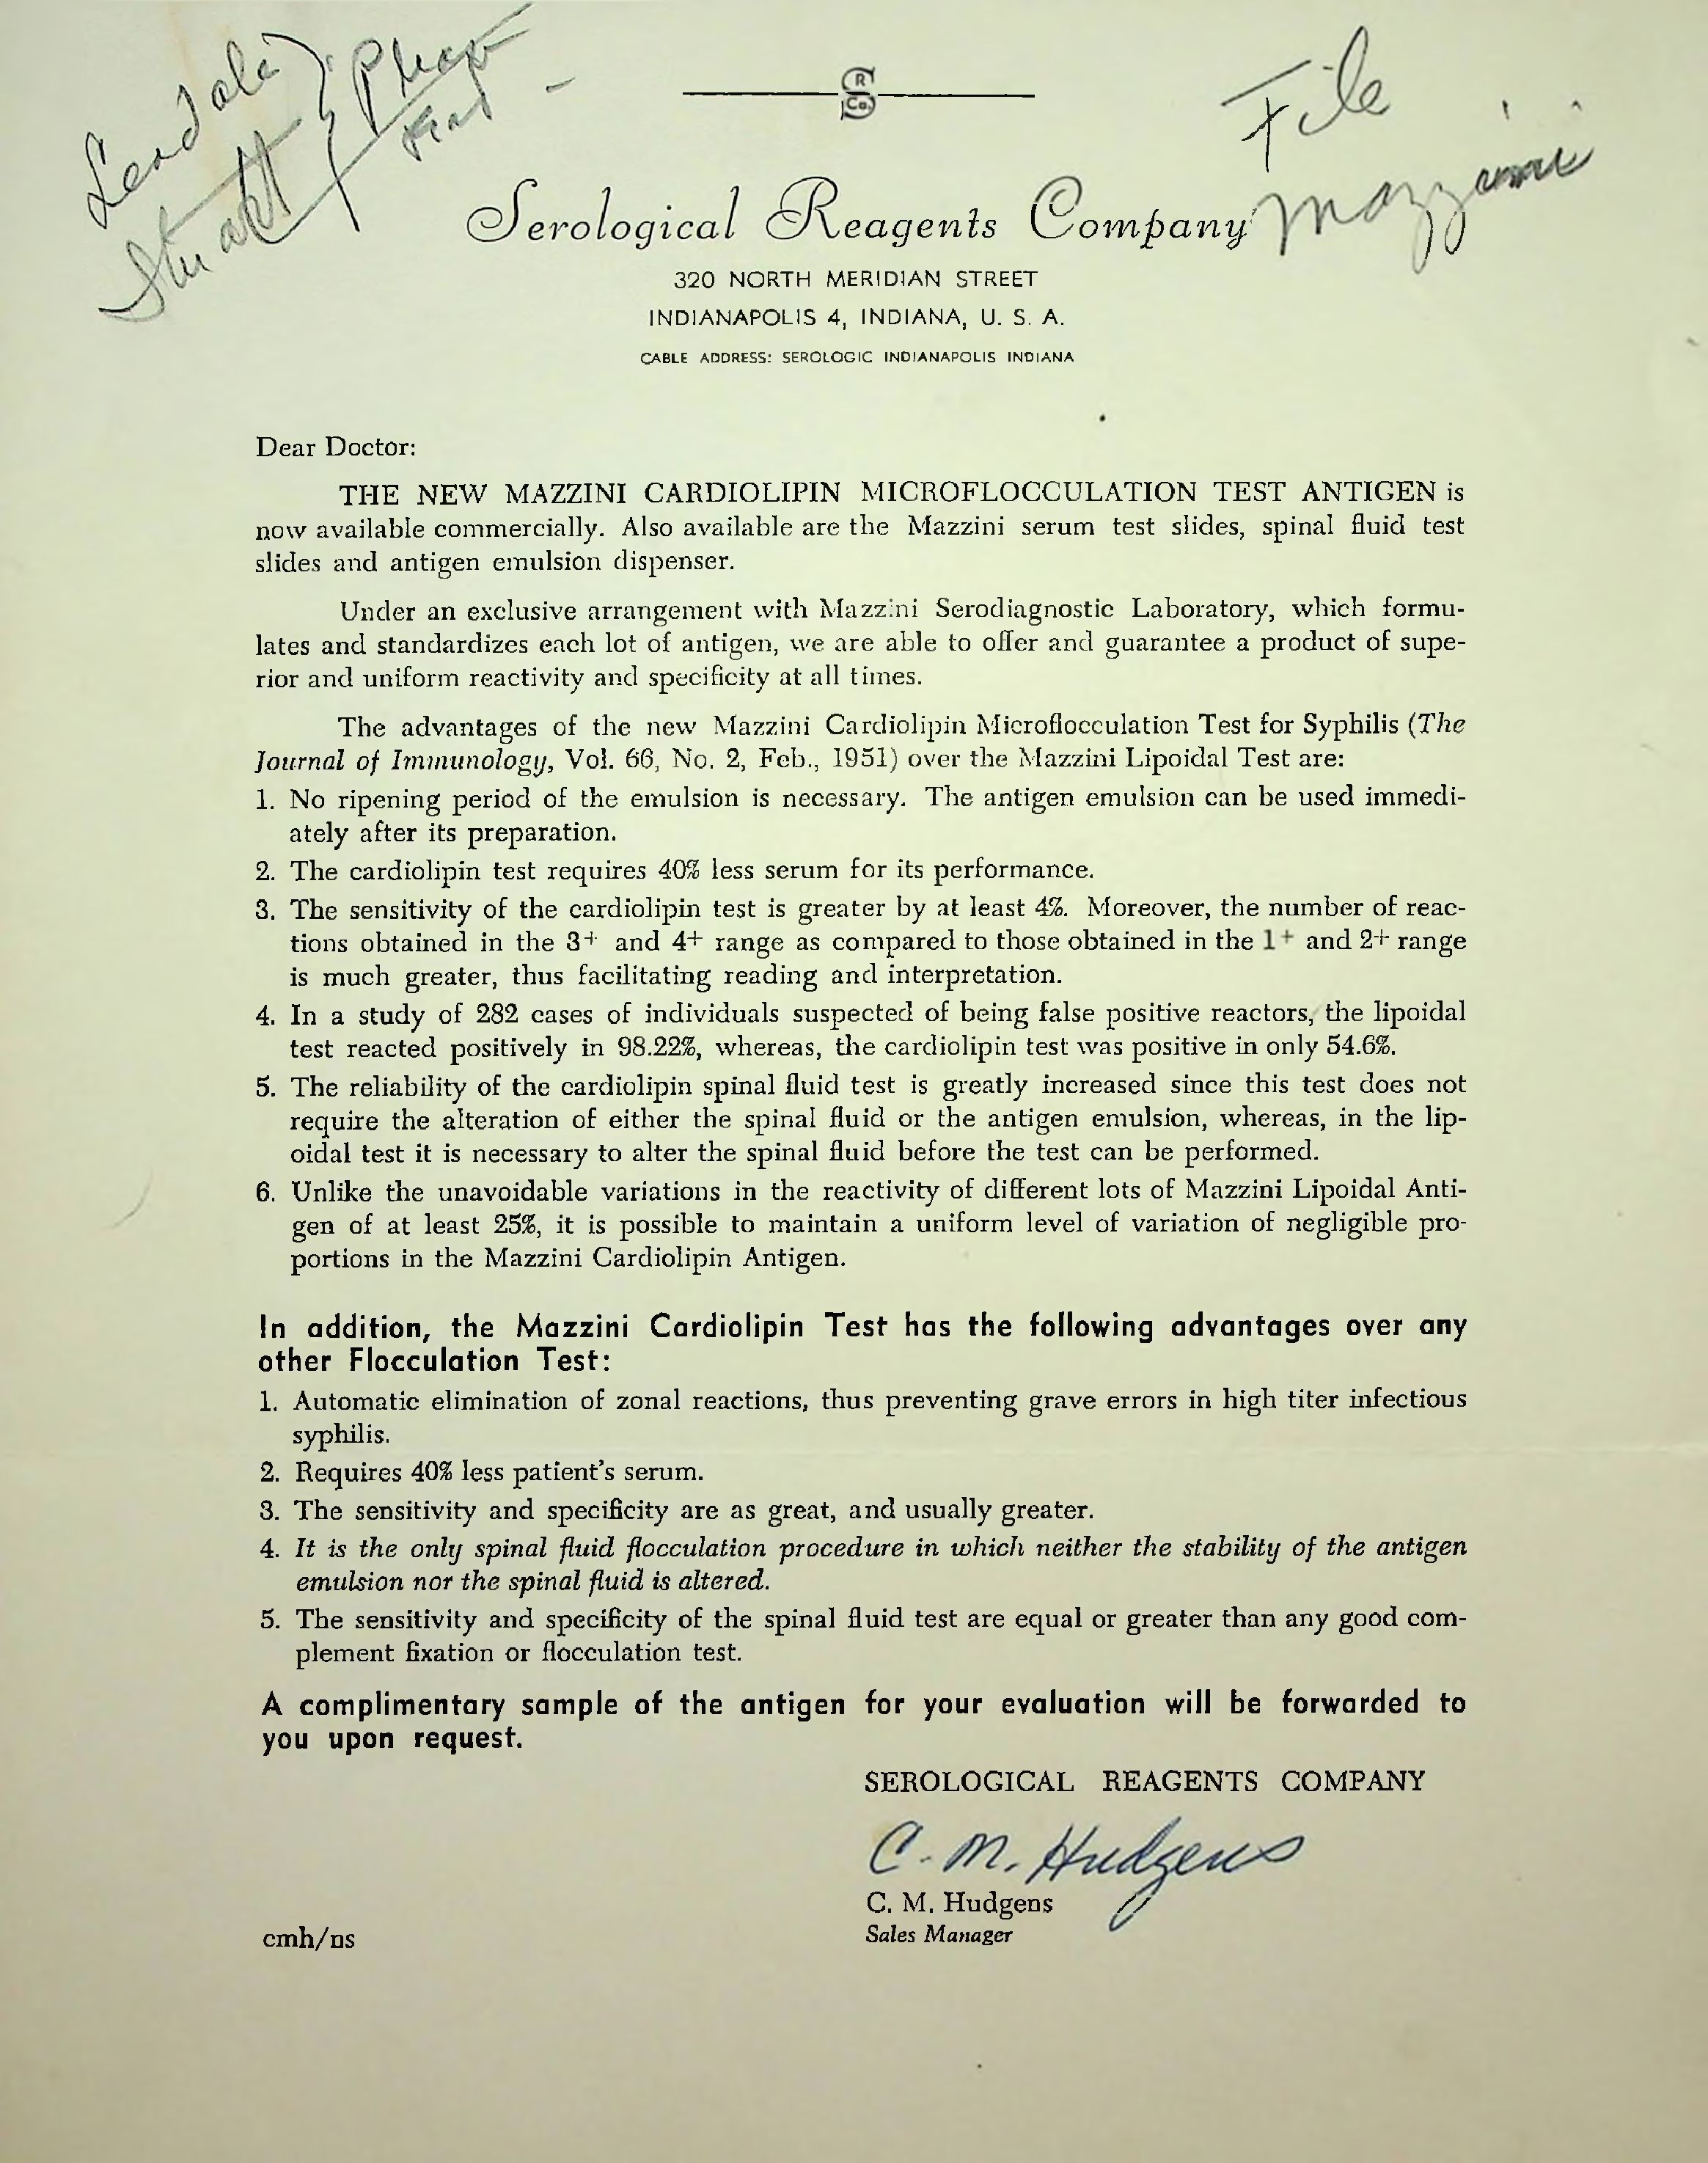 File
Mazzini
S R Co.
Serological Reagents Company
320 NORTH MERIDIAN STREET
INDIANAPOLIS 4, INDIANA, U. S. A.
CABLE ADDRESS: SEROLOGIC INDIANAPOLIS INDIANA
Dear Doctor:
THE NEW MAZZINI CARDIOLIPIN MICROFLOCCULATION TEST ANTIGEN is
now available commercially. Also available are the Mazzini serum test slides, spinal fluid test
slides and antigen emulsion dispenser.
Under an exclusive arrangement with Mazzini Serodiagnostic Laboratory, which formu-
lates and standardizes each lot of antigen, we are able to offer and guarantee a product of supe-
rior and uniform reactivity and specificity at all times.
The advantages of the new Mazzini Cardiolipin Microflocculation Test for Syphilis (The
Journal of Immunology, Vol. 66, No. 2, Feb., 1951) over the Mazzini Lipoidal Test are:
1. No ripening period of the emulsion is necessary. The antigen emulsion can be used immedi-
ately after its preparation.
2. The cardiolipin test requires 40% less serum for its performance.
3. The sensitivity of the cardiolipin test is greater by at least 4%. Moreover, the number of reac-
tions obtained in the 3+ and 4+ range as compared to those obtained in the 1+ and 2+ range
is much greater, thus facilitating reading and interpretation.
4. In a study of 282 cases of individuals suspected of being false positive reactors, the lipoidal
test reacted positively in 98.22%, whereas, the cardiolipin test was positive in only 54.6%.
5. The reliability of the cardiolipin spinal fluid test is greatly increased since this test does not
require the alteration of either the spinal fluid or the antigen emulsion, whereas, in the lip-
oidal test it is necessary to alter the spinal fluid before the test can be performed.
6. Unlike the unavoidable variations in the reactivity of different lots of Mazzini Lipoidal Anti-
gen of at least 25%, it is possible to maintain a uniform level of variation of negligible pro-
portions in the Mazzini Cardiolipin Antigen.
In addition, the Mazzini Cardiolipin Test has the following advantages over any
other Flocculation Test:
1. Automatic elimination of zonal reactions, thus preventing grave errors in high titer infectious
syphilis.
2. Requires 40% less patient's serum.
3. The sensitivity and specificity are as great, and usually greater.
4. It is the only spinal fluid flocculation procedure in which neither the stability of the antigen
emulsion nor the spinal fluid is altered.
5. The sensitivity and specificity of the spinal fluid test are equal or greater than any good com-
plement fixation or flocculation test.
A complimentary sample of the antigen for your evaluation will be forwarded to
you upon request.
SEROLOGICAL REAGENTS COMPANY
C. M. Hudgens
C. M. Hudgens
Sales Manager
cmh/ns